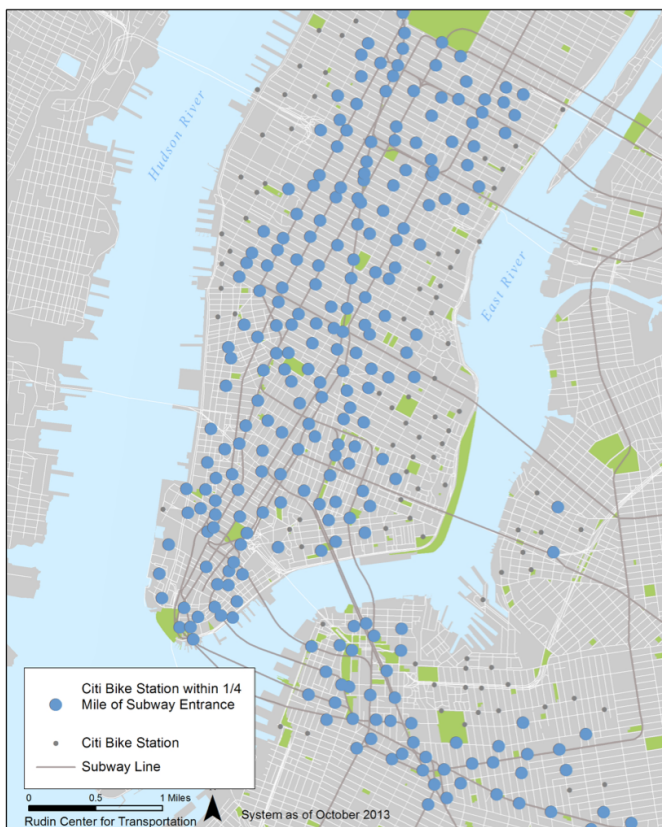 Hudson River
East River
Citi Bike Station within 1/4
Mile of Subway Entrance
Citi Bike Station
Subway Line
0 0.5 1 Miles
Rudin Center for Transportation
System as of October 2013